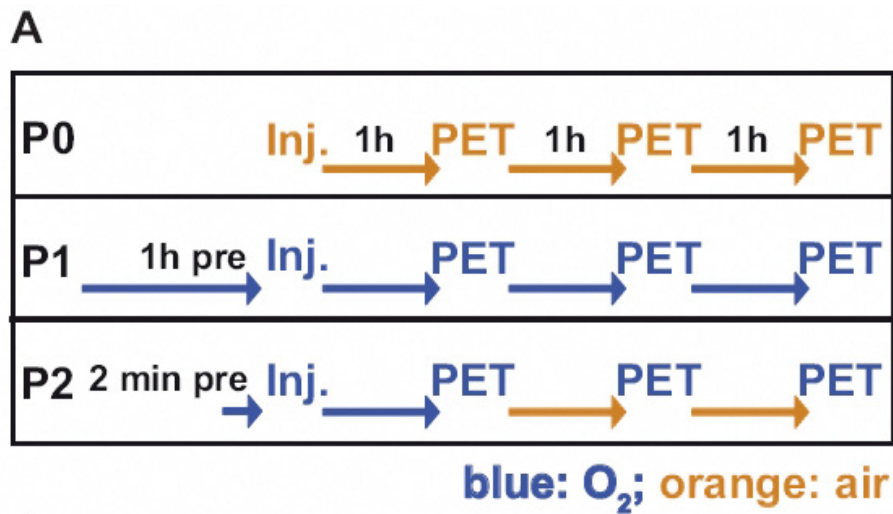 A
P0 Inj. 1h PET 1h PET 1h PET
P1 1h pre Inj. PET PET PET
P2 2 min pre Inj. PET PET PET
blue: O₂; orange: air